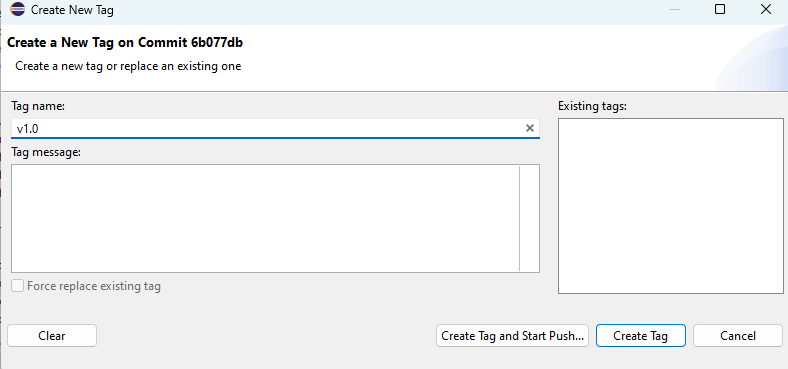 Create New Tag
Create a New Tag on Commit 6b077db
Create a new tag or replace an existing one
Tag name:
Existing tags:
v1.0
Tag message:
Force replace existing tag
Clear
Create Tag and Start Push...
Create Tag
Cancel